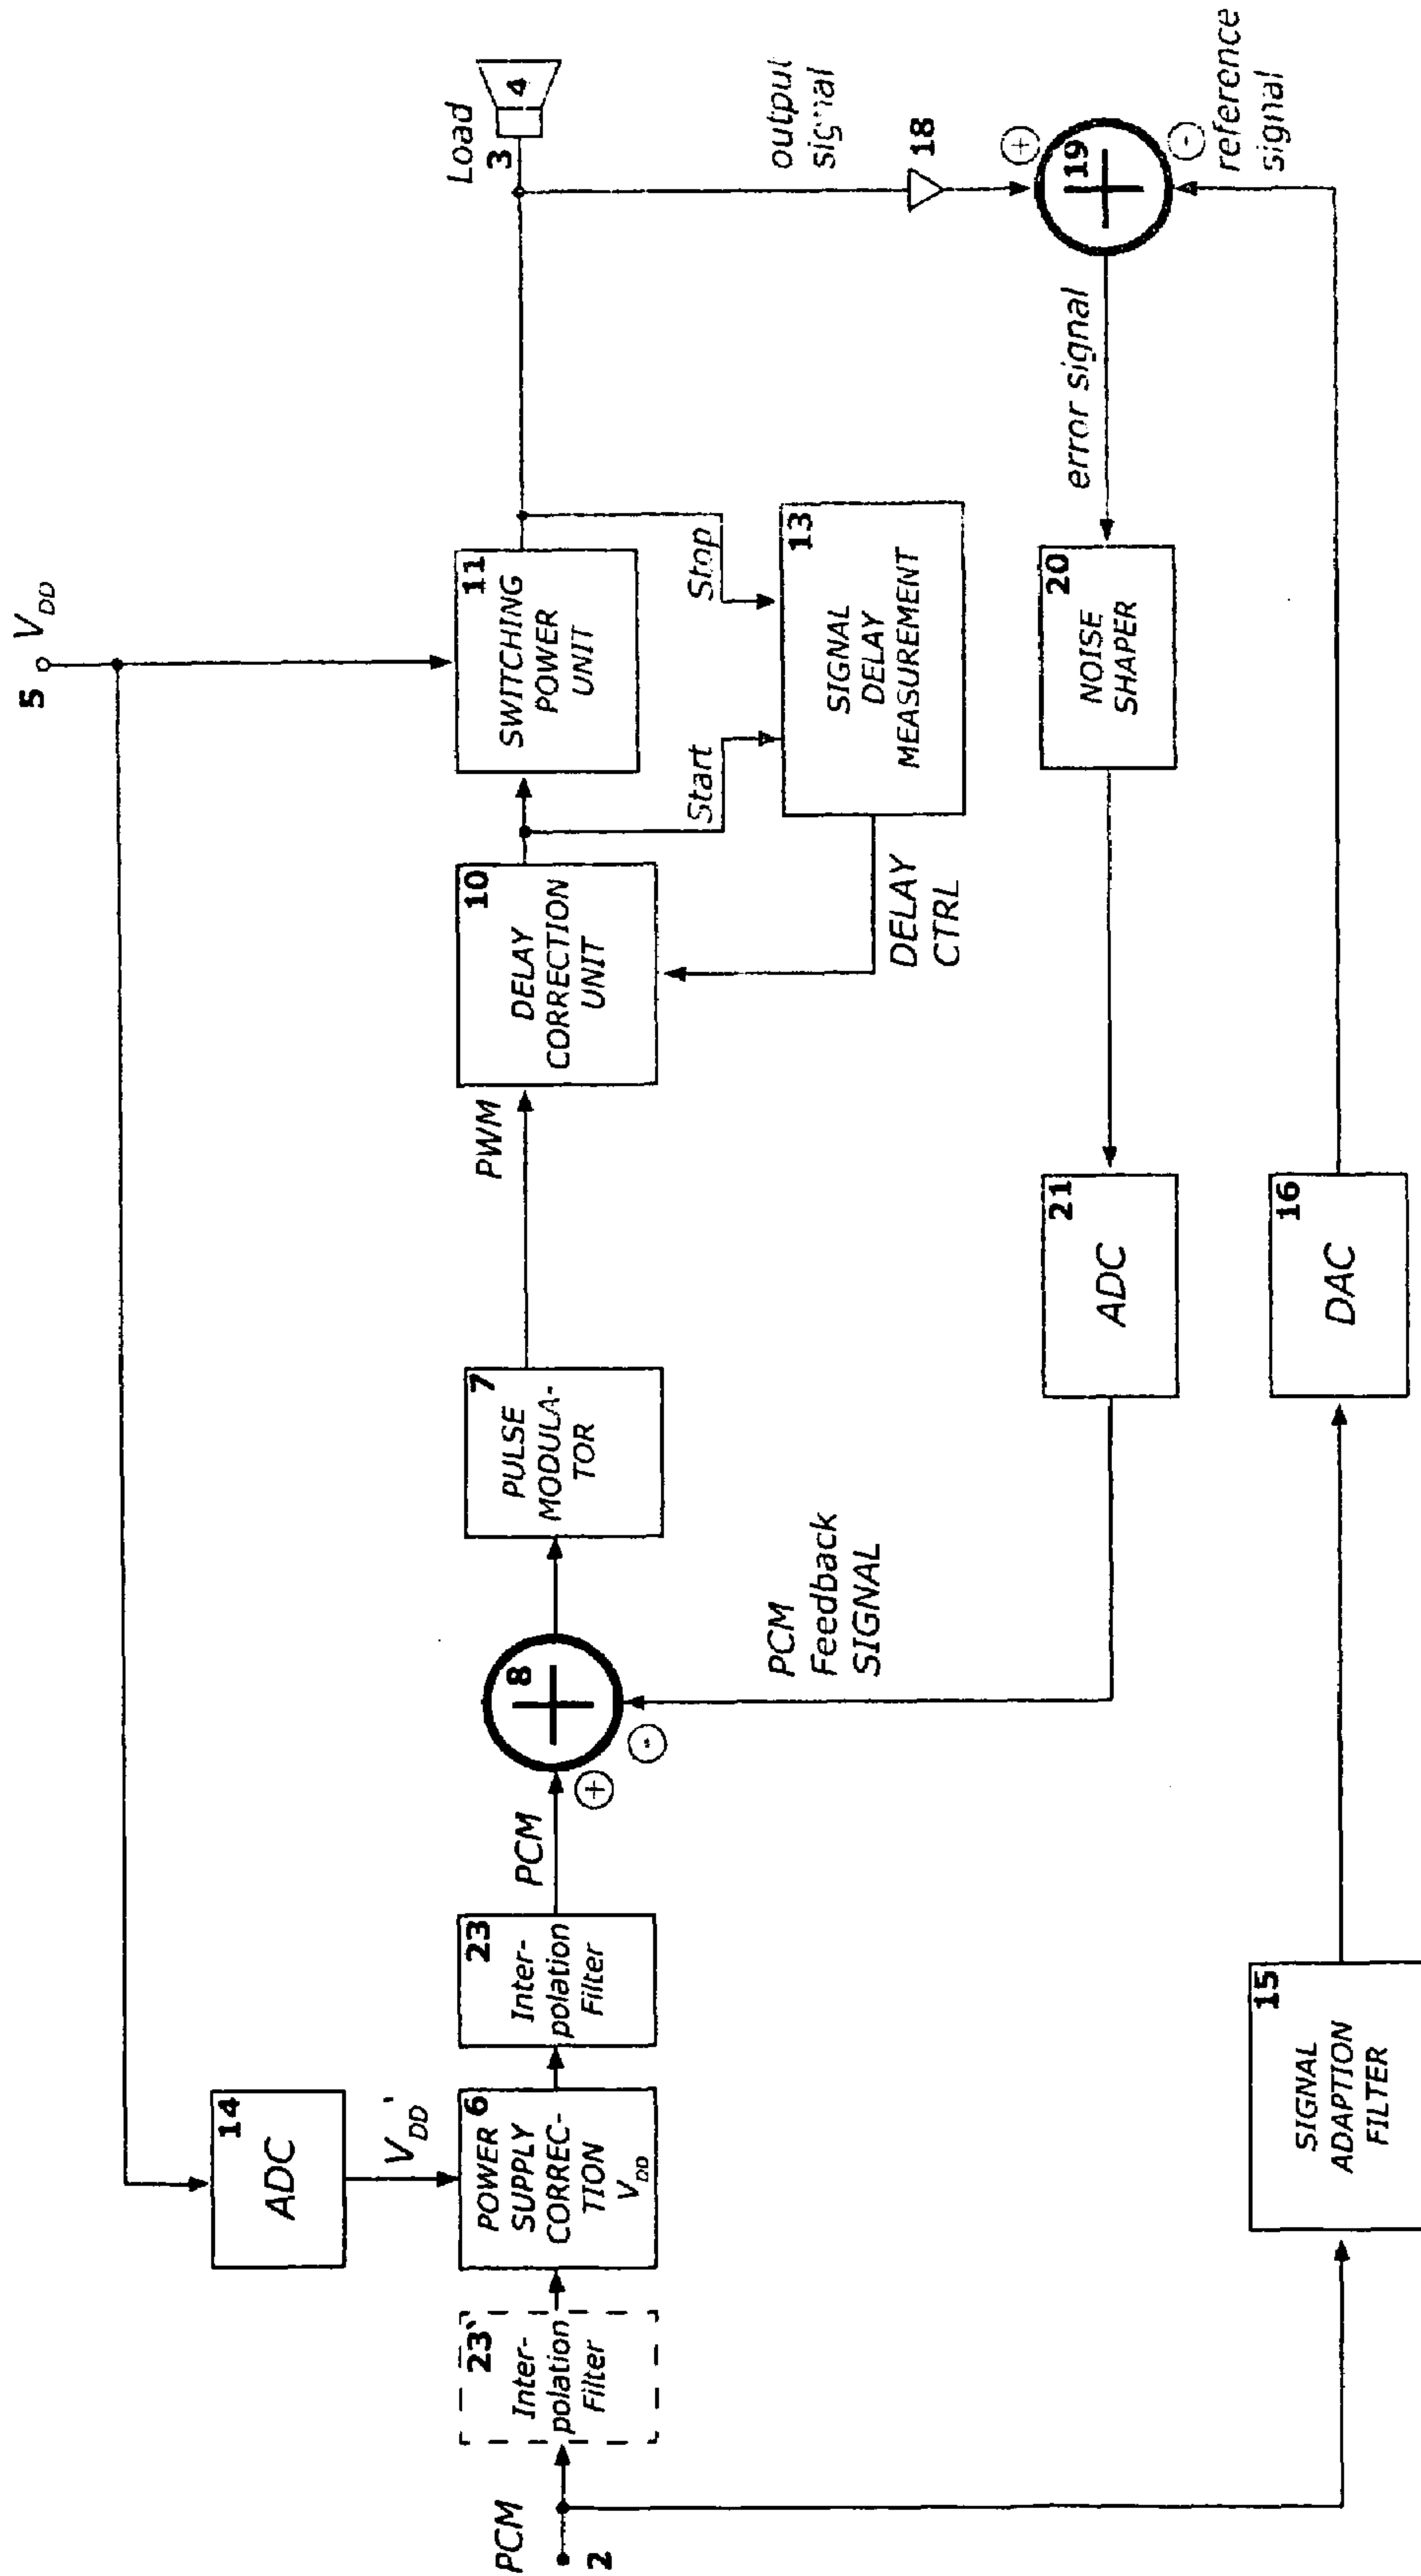 5
V_DD
14
ADC
V_DD'
PCM
2
23'
Inter-
polation
Filter
6
POWER
SUPPLY
CORREC-
TION
V_DD
23
Inter-
polation
Filter
PCM
8
+
-
7
PULSE
MODULA-
TOR
PWM
10
DELAY
CORRECTION
UNIT
11
SWITCHING
POWER
UNIT
Load
3
4
Start
Stop
13
SIGNAL
DELAY
MEASUREMENT
DELAY
CTRL
output
signal
18
+
19
-
reference
signal
error signal
20
NOISE
SHAPER
21
ADC
PCM
Feedback
SIGNAL
15
SIGNAL
ADAPTION
FILTER
16
DAC